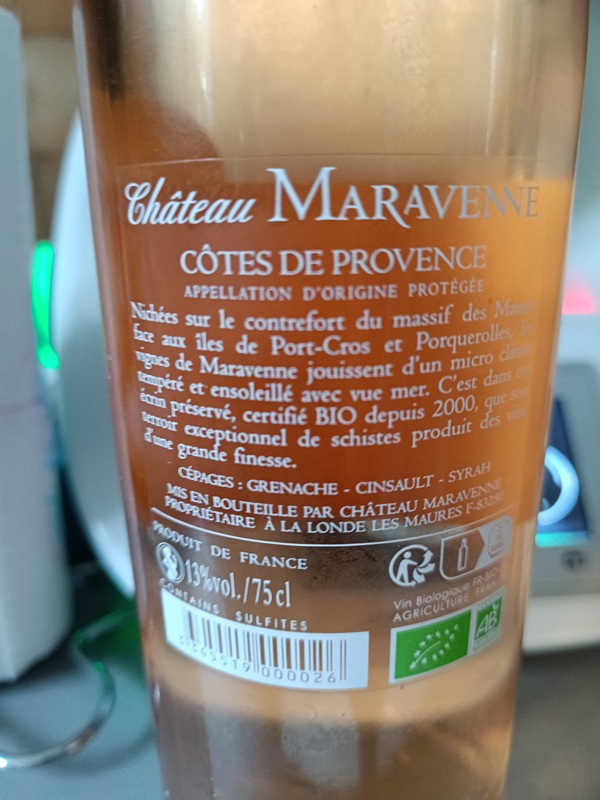 Château MARAVENNE
CÔTES DE PROVENCE
APPELLATION D'ORIGINE PROTÉGÉE
Nichées sur le contrefort du massif des
face aux îles de Port-Cros et Porquerolles,
vignes de Maravenne jouissent d'un micro
tempéré et ensoleillé avec vue mer. C'est dans
écrin préservé, certifié BIO depuis 2000, que
terroir exceptionnel de schistes produit des
d'une grande finesse.
CÉPAGES : GRENACHE - CINSAULT - SYRAH
MIS EN BOUTEILLE PAR CHÂTEAU MARAVENNE
PROPRIÉTAIRE À LA LONDE LES MAURES F-83250
PRODUIT DE FRANCE
13%vol./75 cl
CONTAINS SULFITES
Vin Biologique
AGRICULTURE
AB
3 345519 000026